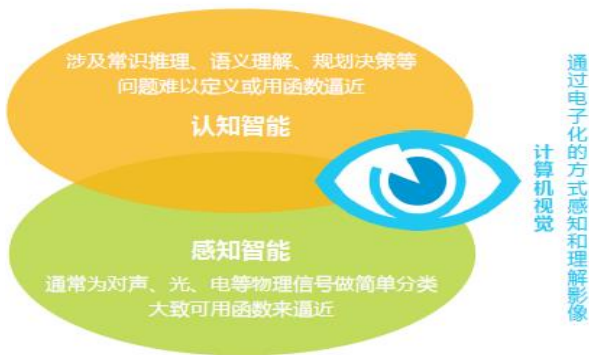 涉及常识推理、语义理解、规划决策等
问题难以定义或用函数逼近
认知智能
感知智能
通常为对声、光、电等物理信号做简单分类
大致可用函数来逼近
计算机视觉
通过电子化的方式感知和理解影像